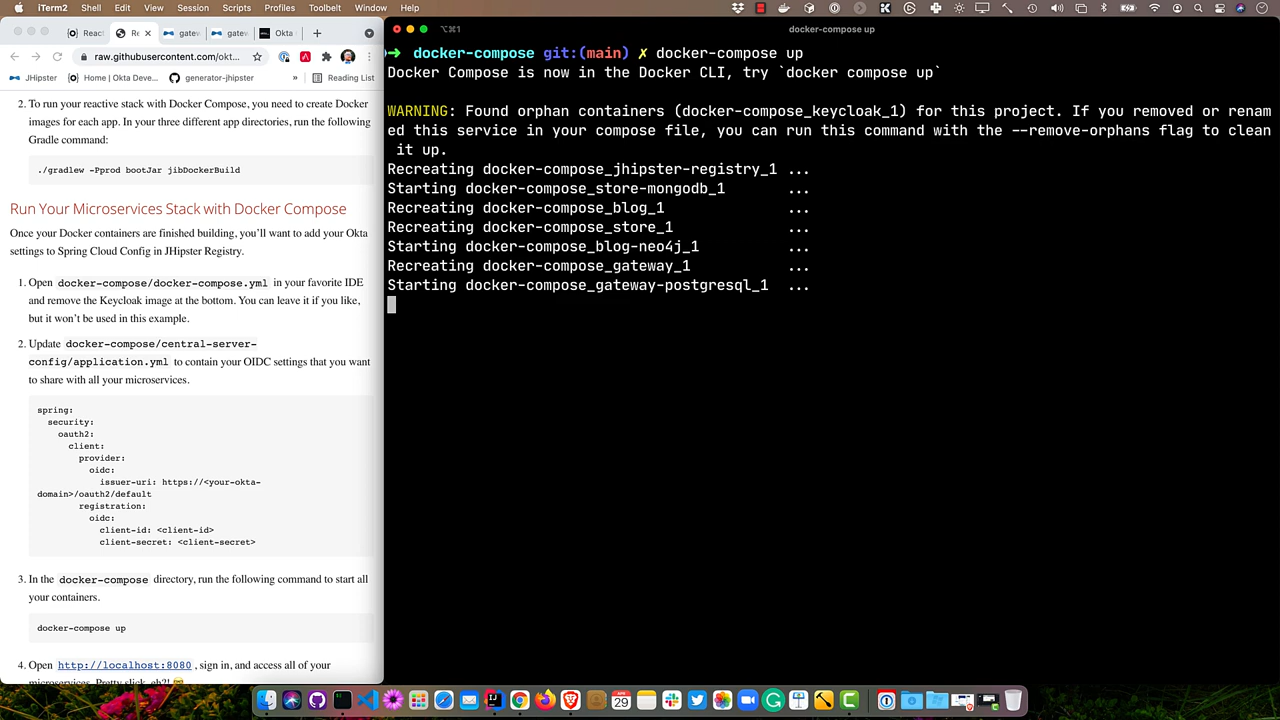 iTerm2 Shell Edit View Session Scripts Profiles Toolbelt Window Help
React
Re
gatew
gatew
Okta
raw.githubusercontent.com/okt...
JHipster
Home | Okta Deve...
generator-jhipster
»
Reading List
2. To run your reactive stack with Docker Compose, you need to create Docker
images for each app. In your three different app directories, run the following
Gradle command:
./gradlew -Pprod bootJar jibDockerBuild
Run Your Microservices Stack with Docker Compose
Once your Docker containers are finished building, you'll want to add your Okta
settings to Spring Cloud Config in JHipster Registry.
1. Open docker-compose/docker-compose.yml in your favorite IDE
and remove the Keycloak image at the bottom. You can leave it if you like,
but it won't be used in this example.
2. Update docker-compose/central-server-
config/application.yml to contain your OIDC settings that you want
to share with all your microservices.
spring:
security:
oauth2:
client:
provider:
oidc:
issuer-uri: https://<your-okta-
domain>/oauth2/default
registration:
oidc:
client-id: <client-id>
client-secret: <client-secret>
3. In the docker-compose directory, run the following command to start all
your containers.
docker-compose up
4. Open http://localhost:8080 , sign in, and access all of your
microservices. Pretty slick, eh?! 
⌥⌘1
docker-compose up
➜ docker-compose git:(main) ✗ docker-compose up
Docker Compose is now in the Docker CLI, try `docker compose up`
WARNING: Found orphan containers (docker-compose_keycloak_1) for this project. If you removed or renam
ed this service in your compose file, you can run this command with the --remove-orphans flag to clean
it up.
Recreating docker-compose_jhipster-registry_1 ...
Starting docker-compose_store-mongodb_1 ...
Recreating docker-compose_blog_1 ...
Recreating docker-compose_store_1 ...
Starting docker-compose_blog-neo4j_1 ...
Recreating docker-compose_gateway_1 ...
Starting docker-compose_gateway-postgresql_1 ...
APR
29